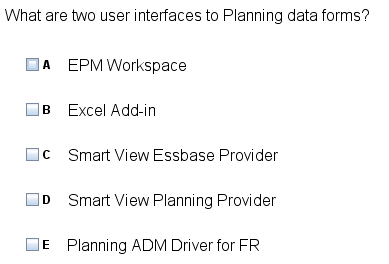 What are two user interfaces to Planning data forms?
A EPM Workspace
B Excel Add-in
C Smart View Essbase Provider
D Smart View Planning Provider
E Planning ADM Driver for FR